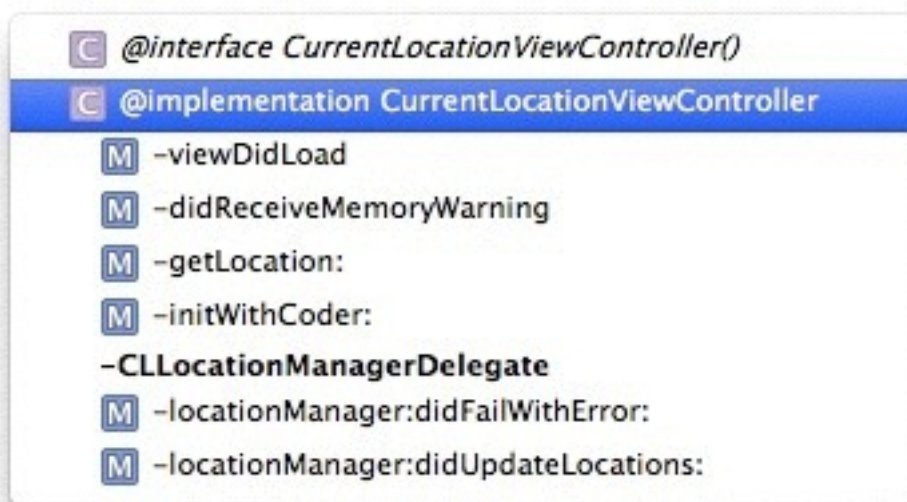 C @interface CurrentLocationViewController()
C @implementation CurrentLocationViewController
M -viewDidLoad
M -didReceiveMemoryWarning
M -getLocation:
M -initWithCoder:
-CLLocationManagerDelegate
M -locationManager:didFailWithError:
M -locationManager:didUpdateLocations: